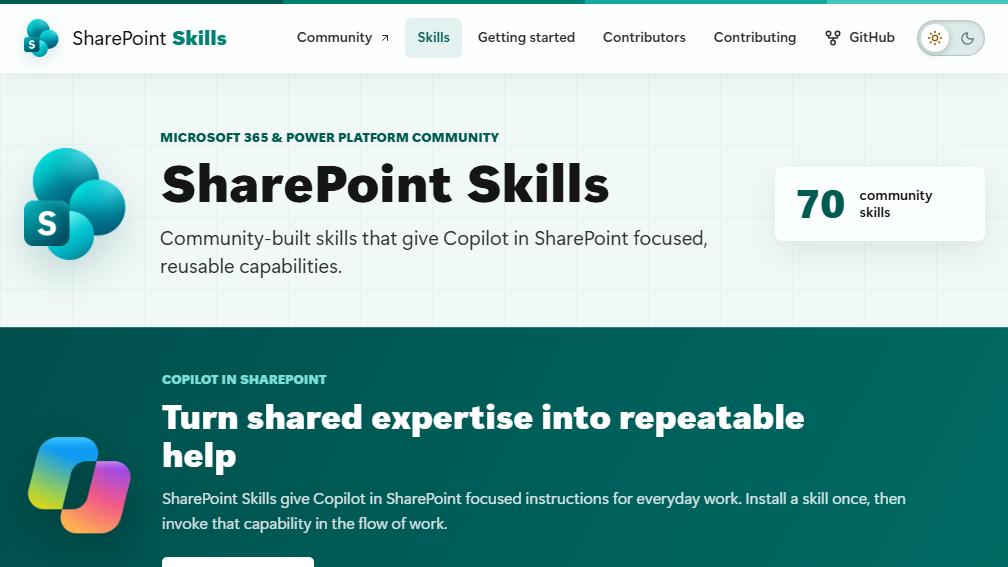 S
SharePoint Skills
Community
Skills
Getting started
Contributors
Contributing
GitHub
MICROSOFT 365 & POWER PLATFORM COMMUNITY
S
SharePoint Skills
Community-built skills that give Copilot in SharePoint focused,
reusable capabilities.
70
community
skills
COPILOT IN SHAREPOINT
Turn shared expertise into repeatable
help
SharePoint Skills give Copilot in SharePoint focused instructions for everyday work. Install a skill once, then
invoke that capability in the flow of work.